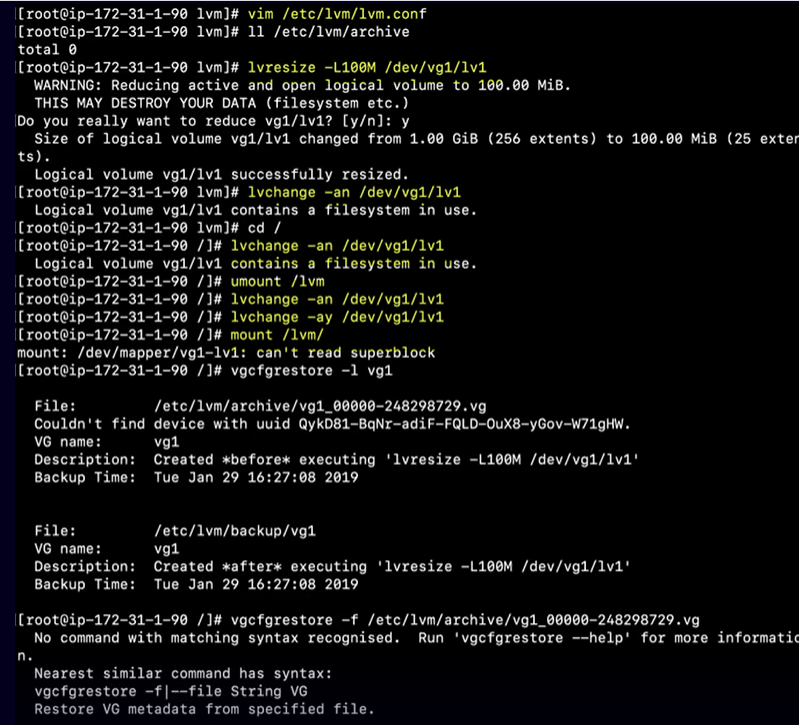 [root@ip-172-31-1-90 lvm]# vim /etc/lvm/lvm.conf
[root@ip-172-31-1-90 lvm]# ll /etc/lvm/archive
total 0
[root@ip-172-31-1-90 lvm]# lvresize -L100M /dev/vg1/lv1
  WARNING: Reducing active and open logical volume to 100.00 MiB.
  THIS MAY DESTROY YOUR DATA (filesystem etc.)
Do you really want to reduce vg1/lv1? [y/n]: y
  Size of logical volume vg1/lv1 changed from 1.00 GiB (256 extents) to 100.00 MiB (25 exten
ts).
  Logical volume vg1/lv1 successfully resized.
[root@ip-172-31-1-90 lvm]# lvchange -an /dev/vg1/lv1
  Logical volume vg1/lv1 contains a filesystem in use.
[root@ip-172-31-1-90 lvm]# cd /
[root@ip-172-31-1-90 /]# lvchange -an /dev/vg1/lv1
  Logical volume vg1/lv1 contains a filesystem in use.
[root@ip-172-31-1-90 /]# umount /lvm
[root@ip-172-31-1-90 /]# lvchange -an /dev/vg1/lv1
[root@ip-172-31-1-90 /]# lvchange -ay /dev/vg1/lv1
[root@ip-172-31-1-90 /]# mount /lvm/
mount: /dev/mapper/vg1-lv1: can't read superblock
[root@ip-172-31-1-90 /]# vgcfgrestore -l vg1
  File:         /etc/lvm/archive/vg1_00000-248298729.vg
  Couldn't find device with uuid QykD81-BqNr-adiF-FQLD-OuX8-yGov-W71gHW.
  VG name:      vg1
  Description:  Created *before* executing 'lvresize -L100M /dev/vg1/lv1'
  Backup Time:  Tue Jan 29 16:27:08 2019
  File:         /etc/lvm/backup/vg1
  VG name:      vg1
  Description:  Created *after* executing 'lvresize -L100M /dev/vg1/lv1'
  Backup Time:  Tue Jan 29 16:27:08 2019
[root@ip-172-31-1-90 /]# vgcfgrestore -f /etc/lvm/archive/vg1_00000-248298729.vg
  No command with matching syntax recognised.  Run 'vgcfgrestore --help' for more informatio
n.
  Nearest similar command has syntax:
  vgcfgrestore -f|--file String VG
  Restore VG metadata from specified file.